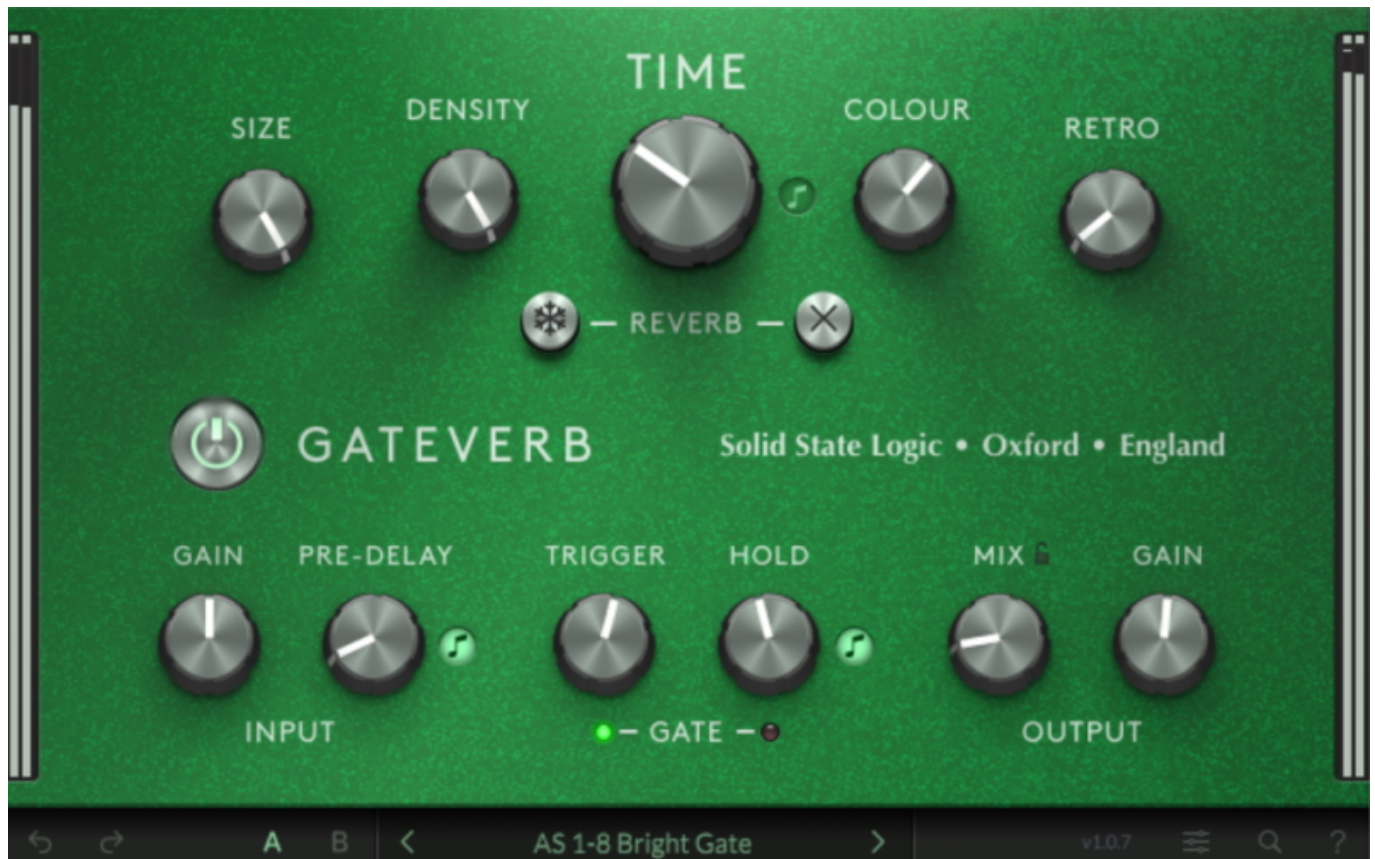 TIME
DENSITY
COLOUR
SIZE
RETRO
REVERB
GATEVERB
Solid State Logic • Oxford • England
GAIN
PRE-DELAY
TRIGGER
HOLD
MIX
GAIN
INPUT
GATE
OUTPUT
A
B
AS 1-8 Bright Gate
v1.0.7
?